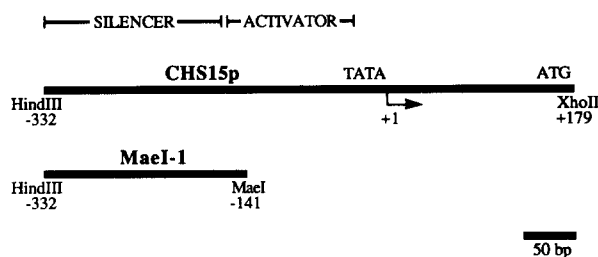 SILENCER ACTIVATOR
CHS15p TATA ATG
HindIII XhoII
-332 +1 +179
MaeI-1
HindIII MaeI
-332 -141
50 bp